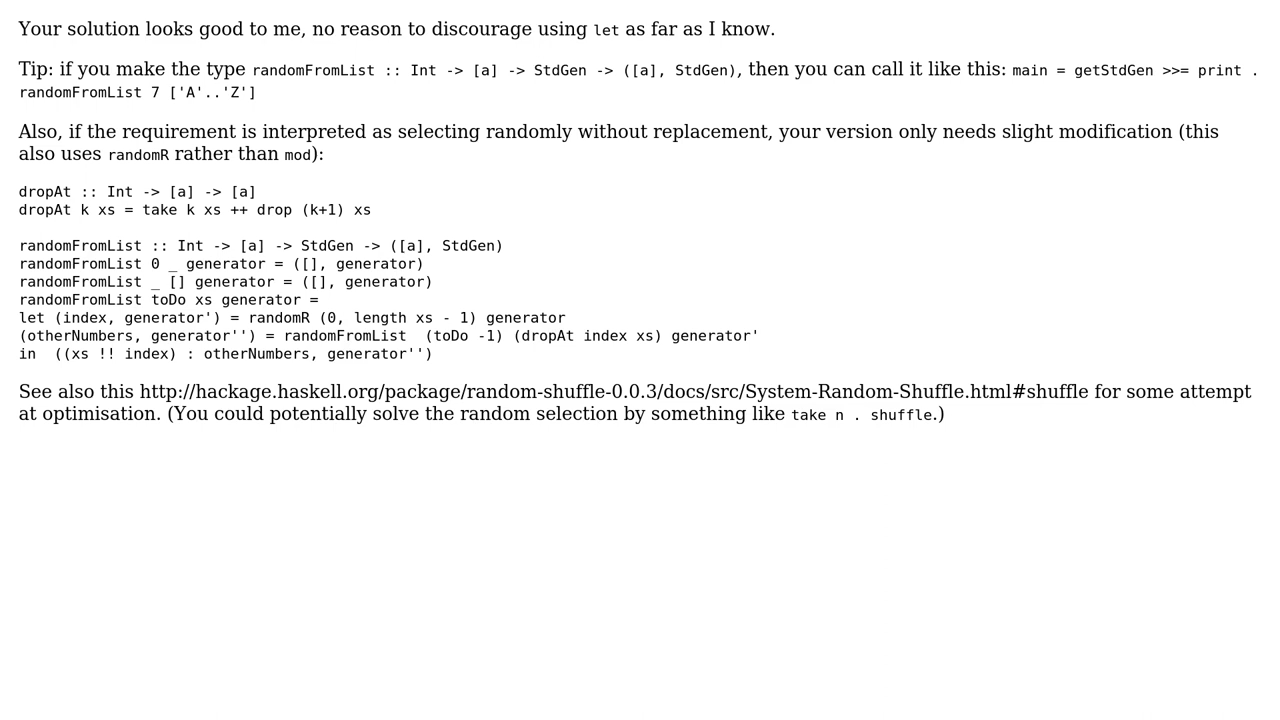 Your solution looks good to me, no reason to discourage using let as far as I know.
Tip: if you make the type randomFromList :: Int -> [a] -> StdGen -> ([a], StdGen), then you can call it like this: main = getStdGen >>= print .
randomFromList 7 ['A'..'Z']
Also, if the requirement is interpreted as selecting randomly without replacement, your version only needs slight modification (this
also uses randomR rather than mod):
dropAt :: Int -> [a] -> [a]
dropAt k xs = take k xs ++ drop (k+1) xs
randomFromList :: Int -> [a] -> StdGen -> ([a], StdGen)
randomFromList 0 _ generator = ([], generator)
randomFromList _ [] generator = ([], generator)
randomFromList toDo xs generator =
let (index, generator') = randomR (0, length xs - 1) generator
(otherNumbers, generator'') = randomFromList  (toDo -1) (dropAt index xs) generator'
in  ((xs !! index) : otherNumbers, generator'')
See also this http://hackage.haskell.org/package/random-shuffle-0.0.3/docs/src/System-Random-Shuffle.html#shuffle for some attempt
at optimisation. (You could potentially solve the random selection by something like take n . shuffle.)